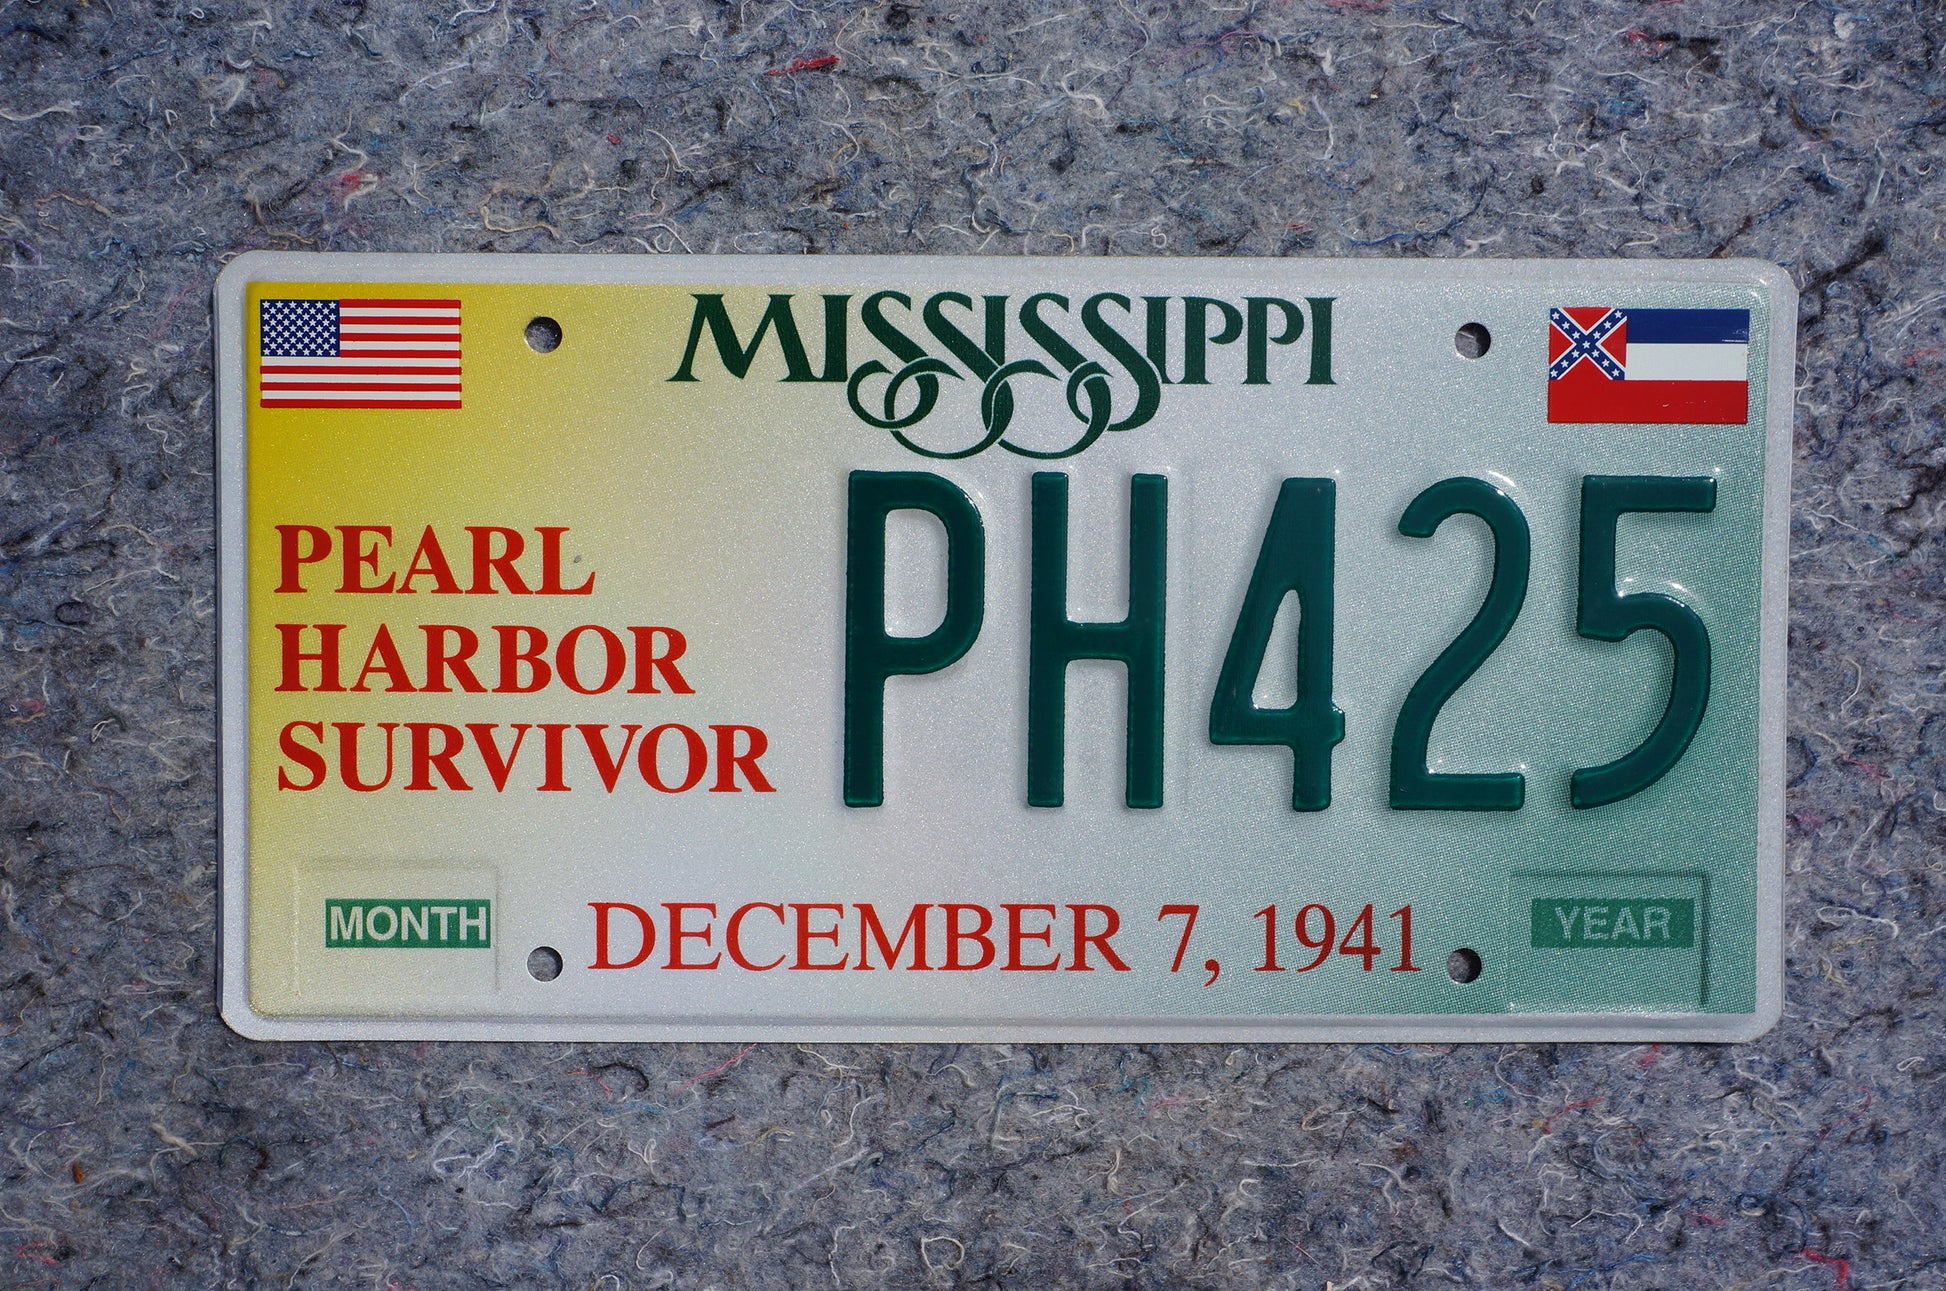 MISSISSIPPI
PH425
PEARL
HARBOR
SURVIVOR
MONTH
DECEMBER 7, 1941
YEAR